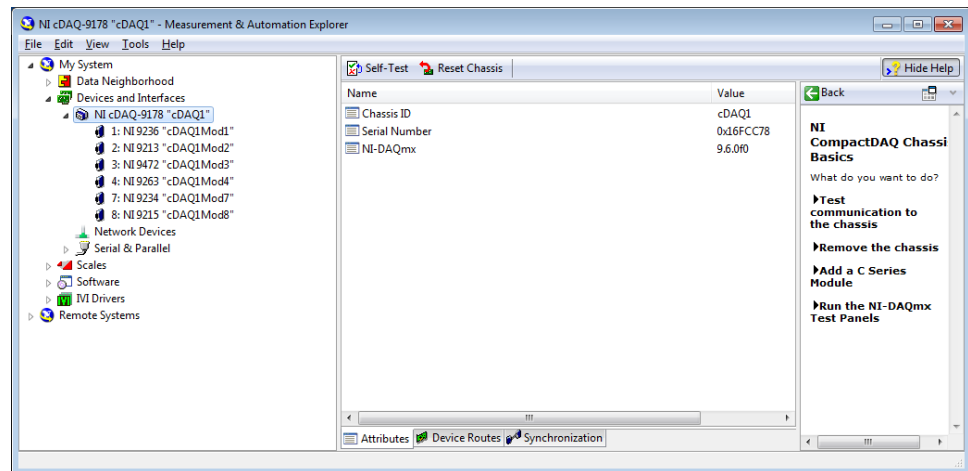 NI cDAQ-9178 "cDAQ1" - Measurement & Automation Explorer
File Edit View Tools Help
My System
Data Neighborhood
Devices and Interfaces
NI cDAQ-9178 "cDAQ1"
1: NI 9236 "cDAQ1Mod1"
2: NI 9213 "cDAQ1Mod2"
3: NI 9472 "cDAQ1Mod3"
4: NI 9263 "cDAQ1Mod4"
7: NI 9234 "cDAQ1Mod7"
8: NI 9215 "cDAQ1Mod8"
Network Devices
Serial & Parallel
Scales
Software
IVI Drivers
Remote Systems
Self-Test Reset Chassis
Name Value
Chassis ID cDAQ1
Serial Number 0x16FCC78
NI-DAQmx 9.6.0f0
Attributes Device Routes Synchronization
Hide Help
Back
NI
CompactDAQ Chassi
Basics
What do you want to do?
Test
communication to
the chassis
Remove the chassis
Add a C Series
Module
Run the NI-DAQmx
Test Panels